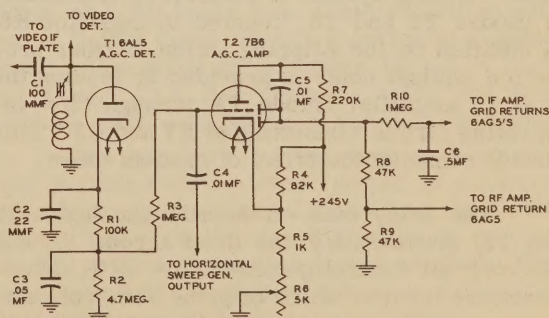 TO VIDEO
DET.
TO
VIDEO IF
PLATE
C1
100
MMF
T1 6AL5
A.G.C. DET.
T2 7B6
A.G.C. AMP
C5
.01
MF
R7
220K
R10
1MEG
TO IF AMP.
GRID RETURNS
6AG5'S
C6
.5MF
C4
.01MF
R4
82K
R8
47K
+245V
C2
22
MMF
R1
100K
R3
1MEG
TO RF AMP.
GRID RETURN
6AG5
R5
1K
R9
47K
C3
.05
MF
R2
4.7MEG.
TO HORIZONTAL
SWEEP GEN.
OUTPUT
R6
5K